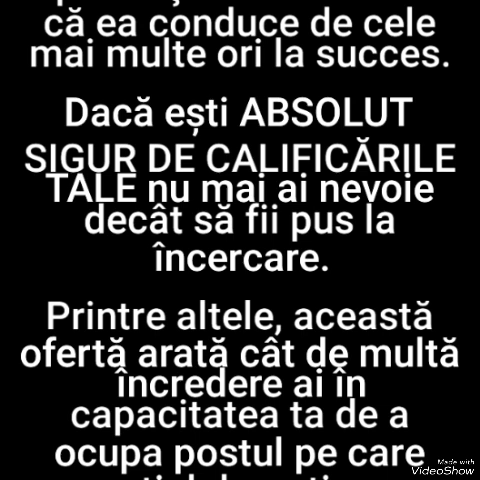 că ea conduce de cele
mai multe ori la succes.
Dacă ești ABSOLUT
SIGUR DE CALIFICĂRILE
TALE nu mai ai nevoie
decât să fii pus la
încercare.
Printre altele, această
ofertă arată cât de multă
încredere ai în
capacitatea ta de a
ocupa postul pe care
Made with
VideoShow